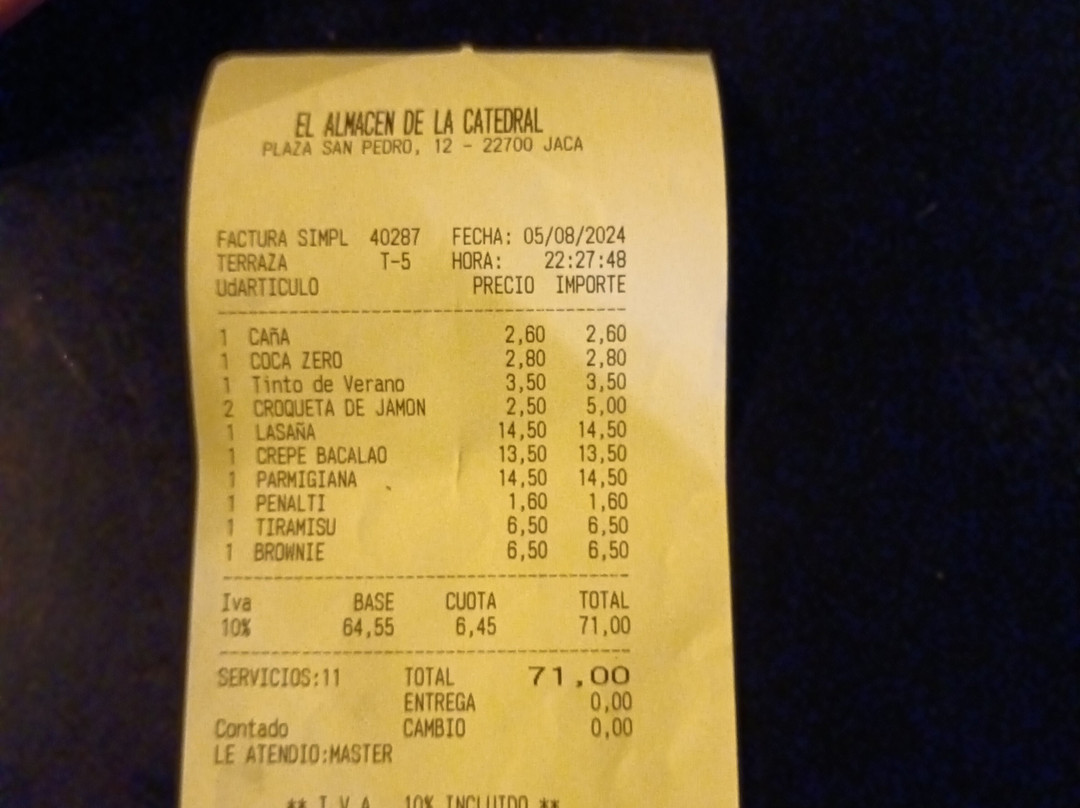 EL ALMACEN DE LA CATEDRAL
PLAZA SAN PEDRO, 12 - 22700 JACA
FACTURA SIMPL 40287 FECHA: 05/08/2024
TERRAZA T-5 HORA: 22:27:48
UdARTICULO PRECIO IMPORTE
1 CAñA 2,60 2,60
1 COCA ZERO 2,80 2,80
1 Tinto de Verano 3,50 3,50
2 CROQUETA DE JAMON 2,50 5,00
1 LASAÑA 14,50 14,50
1 CREPE BACALAO 13,50 13,50
1 PARMIGIANA 14,50 14,50
1 PENALTI 1,60 1,60
1 TIRAMISU 6,50 6,50
1 BROWNIE 6,50 6,50
Iva BASE CUOTA TOTAL
10% 64,55 6,45 71,00
SERVICIOS:11 TOTAL 71,00
ENTREGA 0,00
Contado CAMBIO 0,00
LE ATENDIO:MASTER
** I.V.A. 10% INCLUIDO **